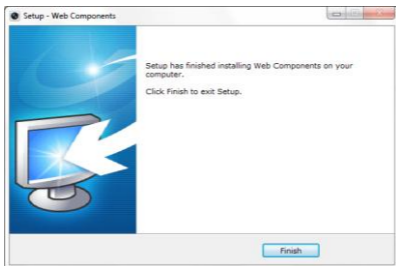 Setup - Web Components
Setup has finished installing Web Components on your
computer.
Click Finish to exit Setup.
Finish